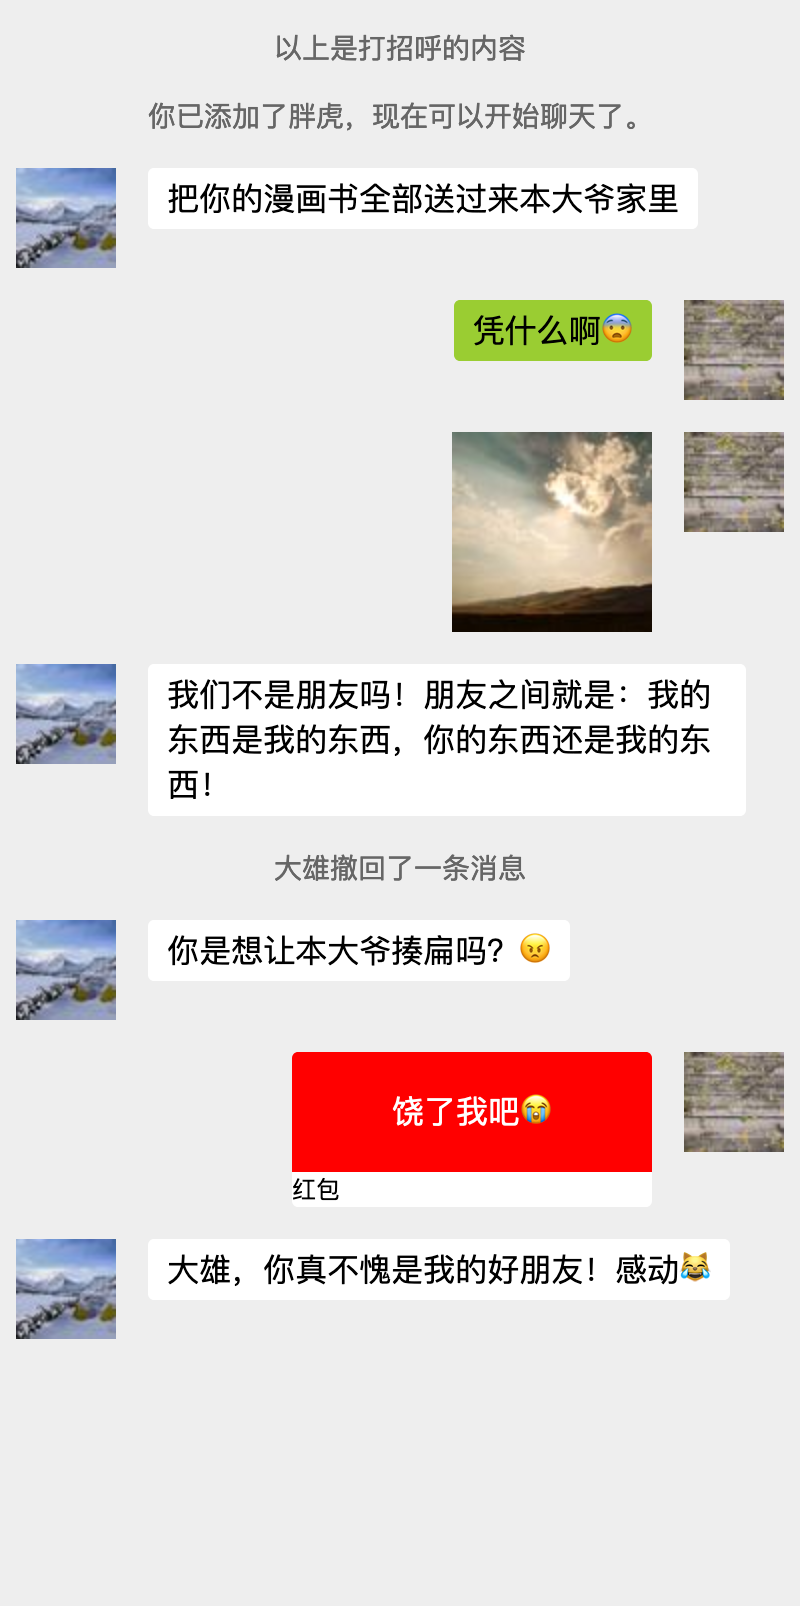 以上是打招呼的内容
你已添加了胖虎，现在可以开始聊天了。
把你的漫画书全部送过来本大爷家里
凭什么啊😨
我们不是朋友吗！朋友之间就是：我的
东西是我的东西，你的东西还是我的东
西！
大雄撤回了一条消息
你是想让本大爷揍扁吗？😠
饶了我吧😭
红包
大雄，你真不愧是我的好朋友！感动😹